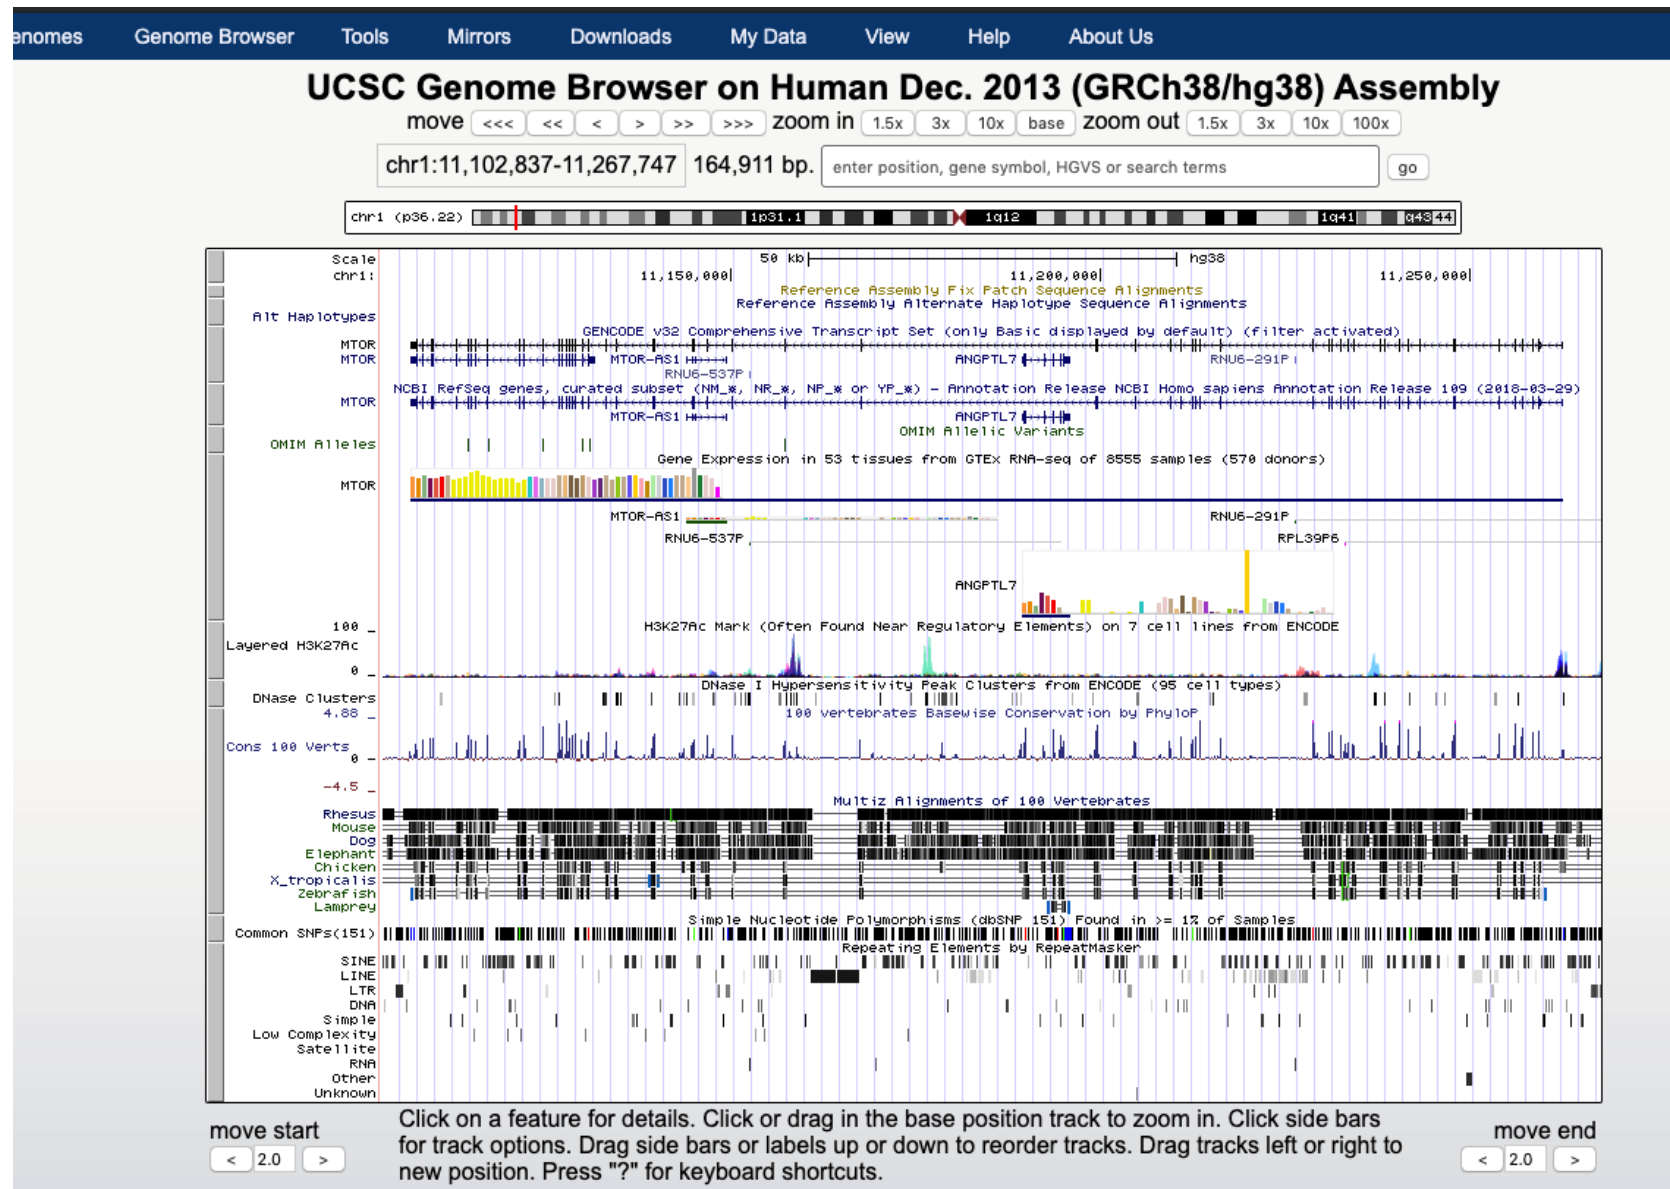 enomes Genome Browser Tools Mirrors Downloads My Data View Help About Us
UCSC Genome Browser on Human Dec. 2013 (GRCh38/hg38) Assembly
move <<< << < > >> >>> zoom in 1.5x 3x 10x base zoom out 1.5x 3x 10x 100x
chr1:11,102,837-11,267,747 164,911 bp. enter position, gene symbol, HGVS or search terms go
chr1 (p36.22) 1p31.1 1q12 1q41 q43 44
Scale 50 kb hg38
chr1: 11,150,000 11,200,000 11,250,000
Reference Assembly Fix Patch Sequence Alignments
Reference Assembly Alternate Haplotype Sequence Alignments
Alt Haplotypes
GENCODE v32 Comprehensive Transcript Set (only Basic displayed by default) (filter activated)
MTOR
MTOR MTOR-AS1 ANGPTL7 RNU6-291P
RNU6-537P
NCBI RefSeq genes, curated subset (NM_*, NR_*, NP_* or YP_*) - Annotation Release NCBI Homo sapiens Annotation Release 109 (2018-03-29)
MTOR
MTOR-AS1 ANGPTL7
OMIM Allelic Variants
OMIM Alleles
Gene Expression in 53 tissues from GTEx RNA-seq of 8555 samples (570 donors)
MTOR
MTOR-AS1 RNU6-291P
RNU6-537P RPL39P6
ANGPTL7
100 _ H3K27Ac Mark (Often Found Near Regulatory Elements) on 7 cell lines from ENCODE
Layered H3K27Ac
0 _
DNase I Hypersensitivity Peak Clusters from ENCODE (95 cell types)
DNase Clusters
4.88 _ 100 vertebrates Basewise Conservation by PhyloP
Cons 100 Verts
0 -
-4.5 _
Multiz Alignments of 100 Vertebrates
Rhesus
Mouse
Dog
Elephant
Chicken
X_tropicalis
Zebrafish
Lamprey
Simple Nucleotide Polymorphisms (dbSNP 151) Found in >= 1% of Samples
Common SNPs(151)
Repeating Elements by RepeatMasker
SINE
LINE
LTR
DNA
Simple
Low Complexity
Satellite
RNA
Other
Unknown
move start
< 2.0 >
Click on a feature for details. Click or drag in the base position track to zoom in. Click side bars
for track options. Drag side bars or labels up or down to reorder tracks. Drag tracks left or right to
new position. Press "?" for keyboard shortcuts.
move end
< 2.0 >